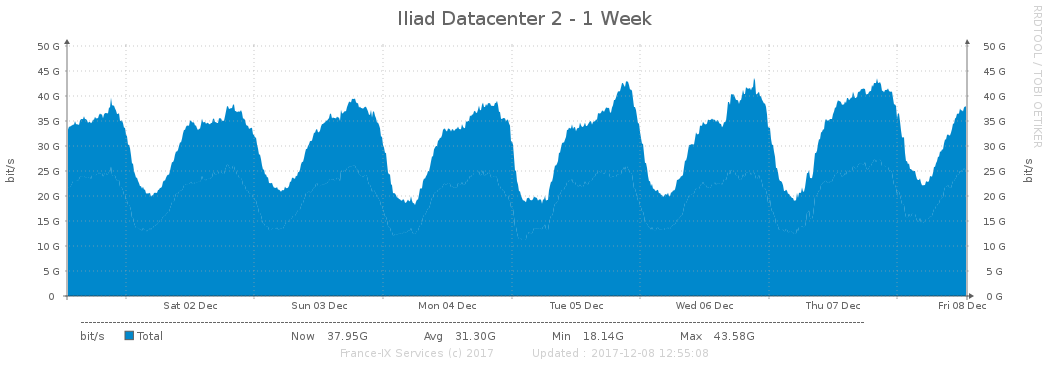 Iliad Datacenter 2 - 1 Week
RRDTOOL / TOBI OETIKER
50 G 50 G
45 G 45 G
40 G 40 G
35 G 35 G
30 G 30 G
25 G 25 G
20 G 20 G
15 G 15 G
10 G 10 G
5 G 5 G
0 0 G
bit/s bit/s
Sat 02 Dec Sun 03 Dec Mon 04 Dec Tue 05 Dec Wed 06 Dec Thu 07 Dec Fri 08 Dec
bit/s Total Now 37.95G Avg 31.30G Min 18.14G Max 43.58G
France-IX Services (c) 2017 Updated : 2017-12-08 12:55:08